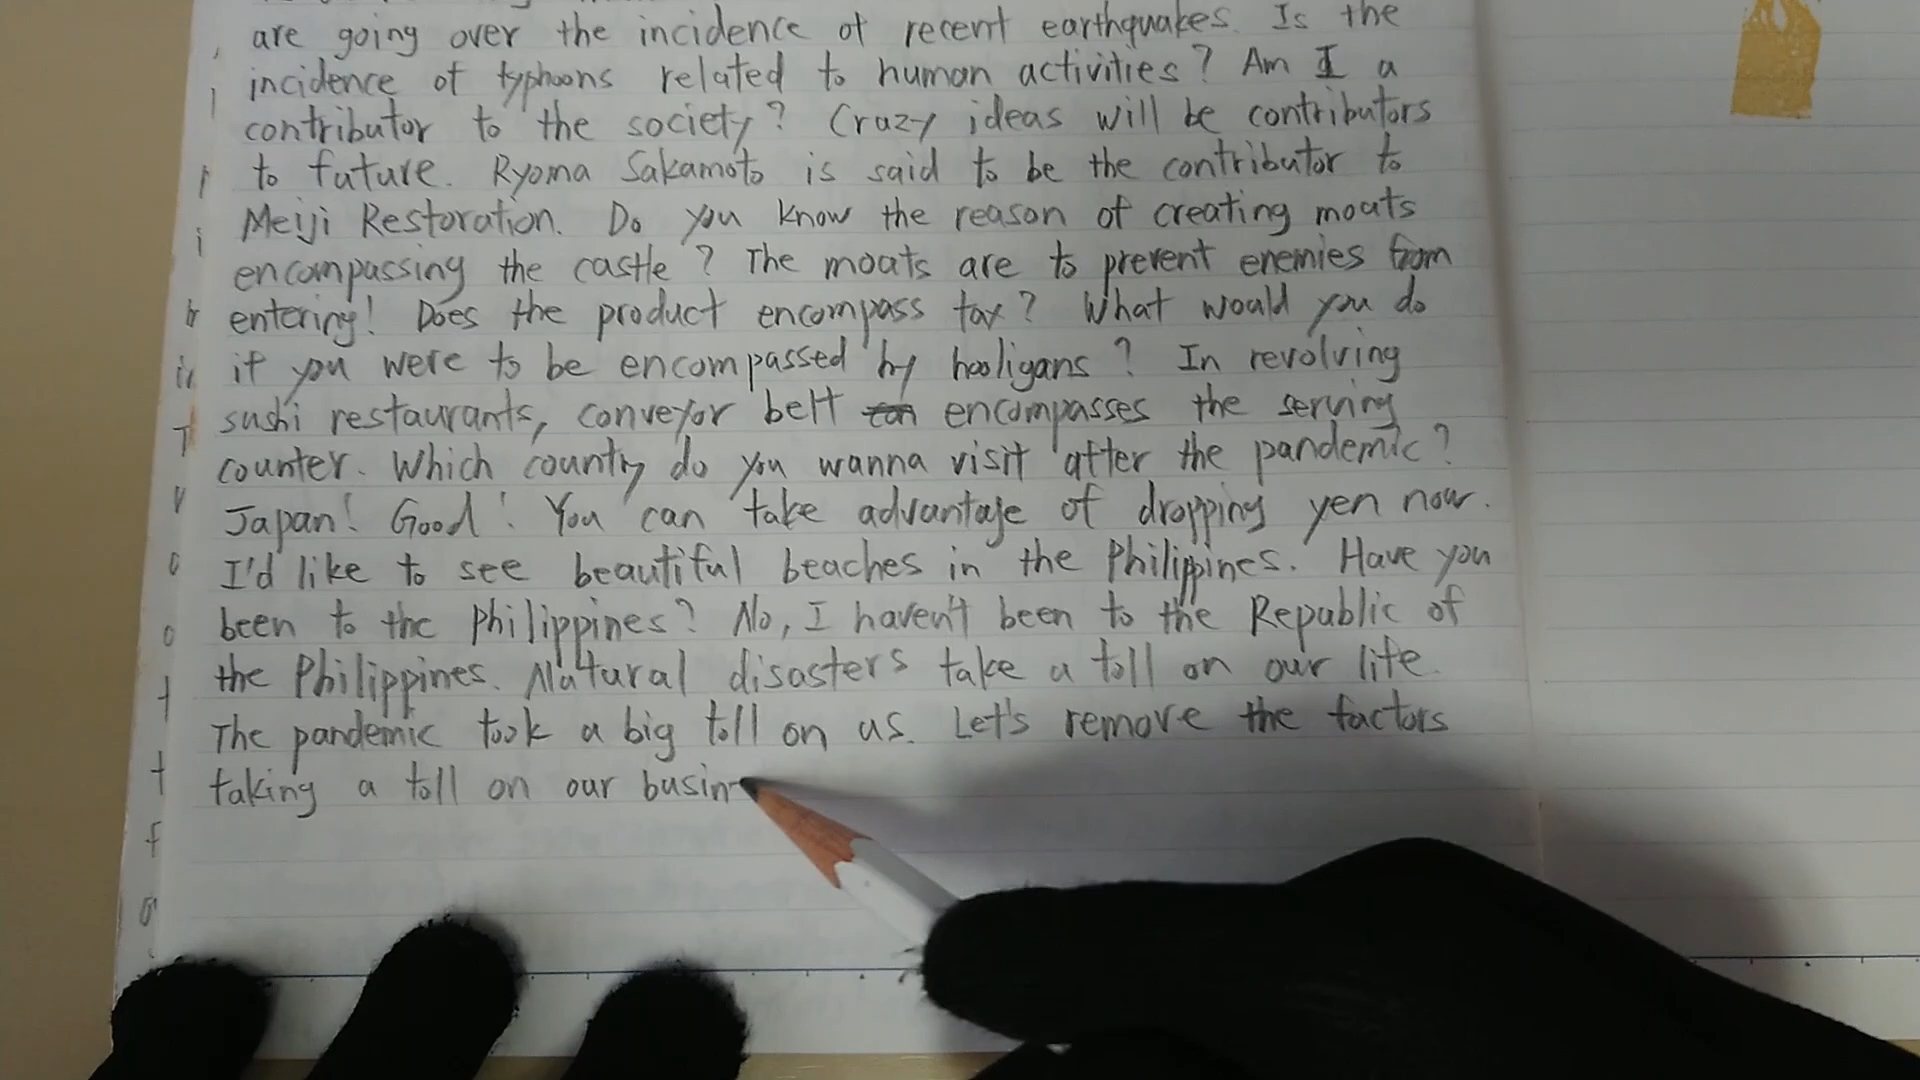 are going over the incidence of recent earthquakes. Is the
incidence of typhoons related to human activities? Am I a
contributor to the society? Crazy ideas will be contributors
to future. Ryoma Sakamoto is said to be the contributor to
Meiji Restoration. Do you know the reason of creating moats
encompassing the castle? The moats are to prevent enemies from
entering! Does the product encompass tax? What would you do
if you were to be encompassed by hooligans? In revolving
sushi restaurants, conveyor belt encompasses the serving
counter. Which county do you wanna visit after the pandemic?
Japan! Good! You can take advantage of dropping yen now.
I'd like to see beautiful beaches in the Philippines. Have you
been to the Philippines? No, I haven't been to the Republic of
the Philippines. Natural disasters take a toll on our life.
The pandemic took a big toll on us. Let's remove the factors
taking a toll on our busin